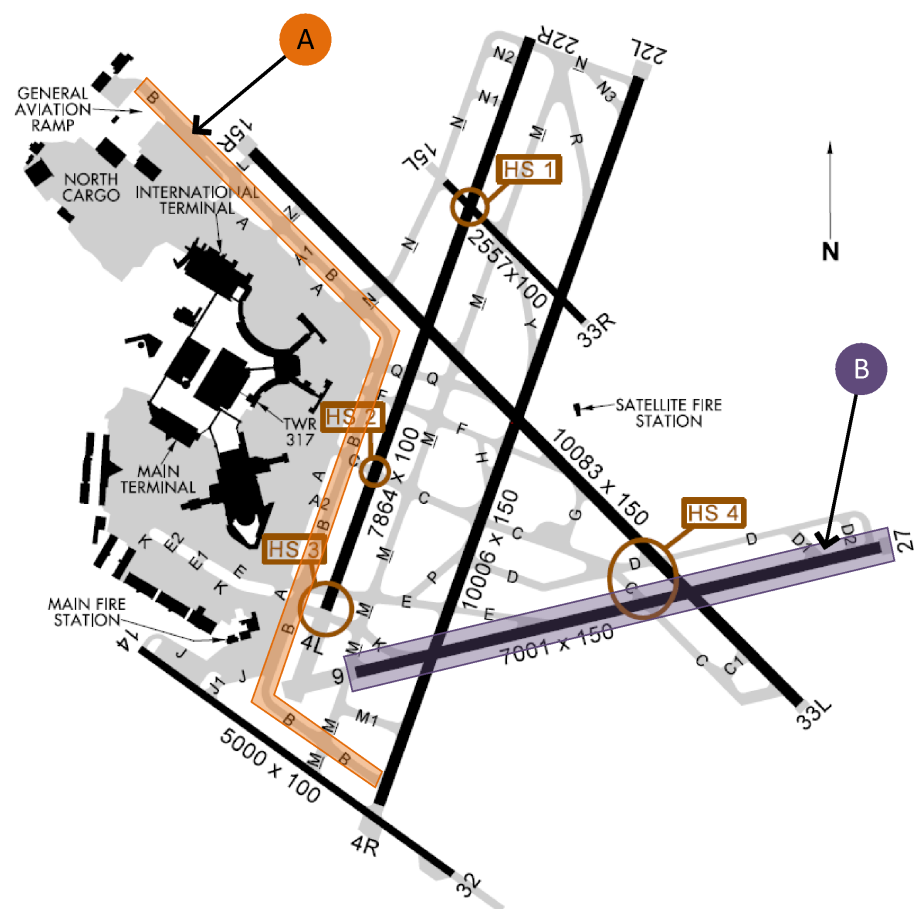 A
22R
22L
N2
N
N3
B
GENERAL
AVIATION
RAMP
N1
N
M
R
15R
L
15L
HS 1
NORTH
CARGO
INTERNATIONAL
TERMINAL
A
N
N
2557x100
N
A1
B
A
N
M
Y
33R
B
Q
Q
F
HS 2
TWR
317
B
C
M
F
H
SATELLITE FIRE
STATION
MAIN
TERMINAL
A
A2
B
7864 x 100
C
10083 x 150
G
C
HS 4
HS 3
K
E2
E1
K
E
M
10006 x 150
P
D
D
C
D
D1
D2
27
MAIN FIRE
STATION
A
B
4L
M
E
E
K
M
7001 x 150
9
14
J
J1
J
C
C1
33L
B
M
M1
M
B
5000 x 100
4R
32